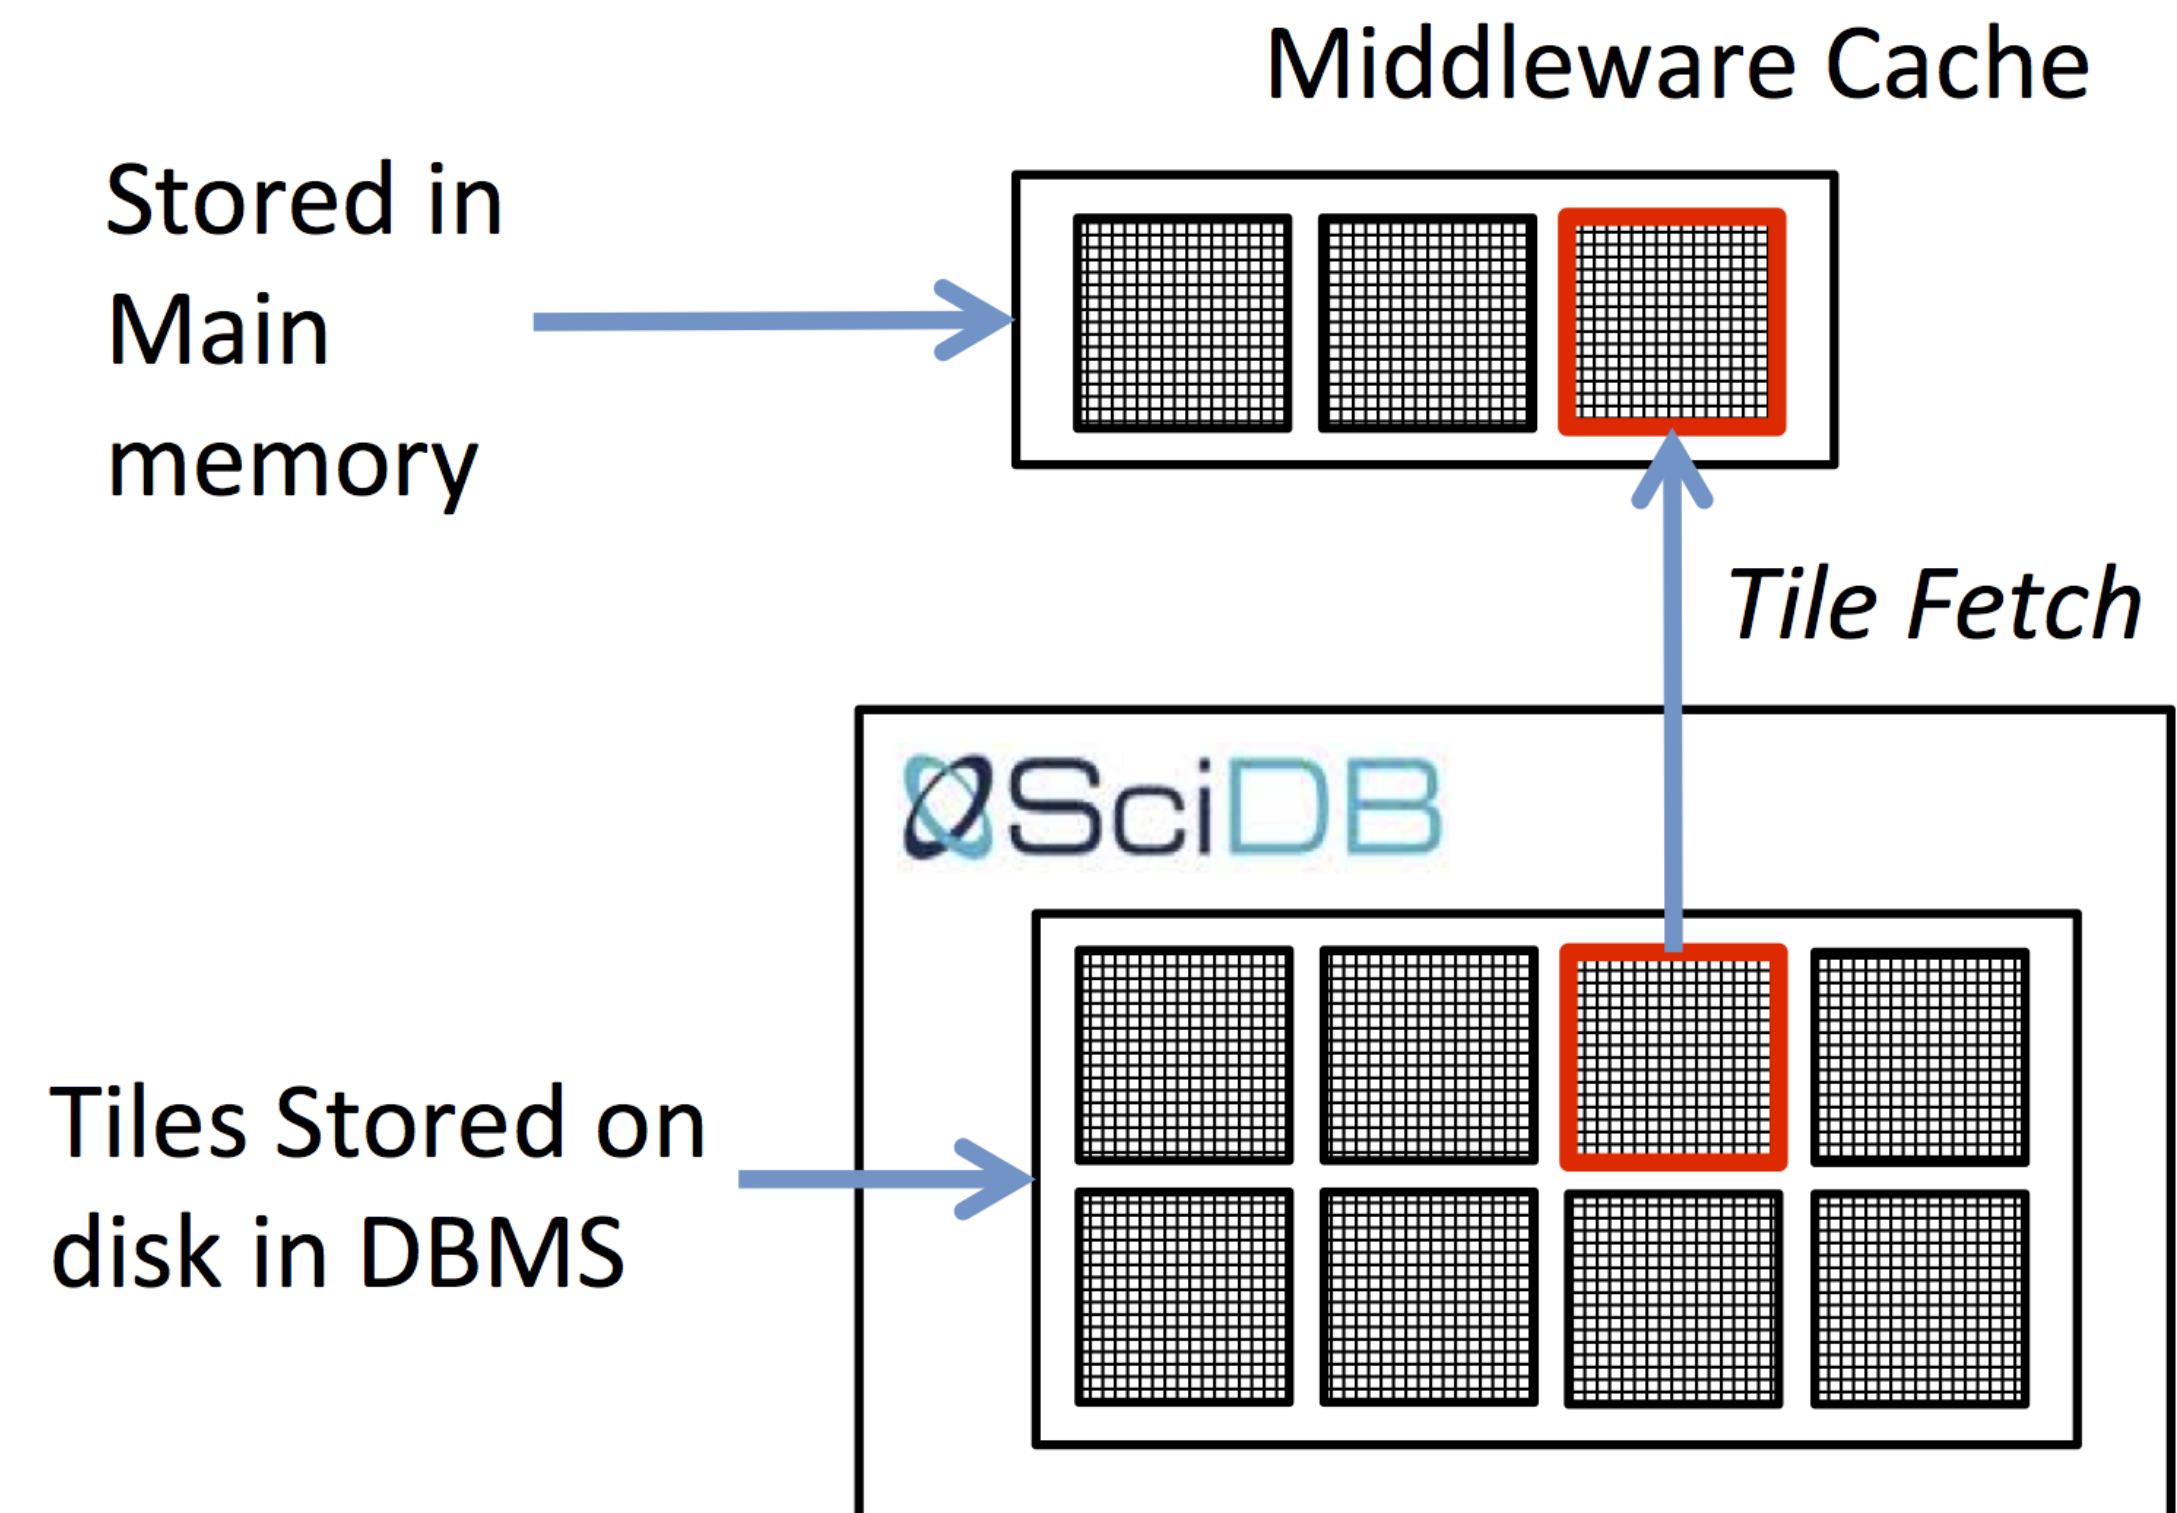 Middleware Cache
Stored in
Main
memory
Tile Fetch
SciDB
Tiles Stored on
disk in DBMS